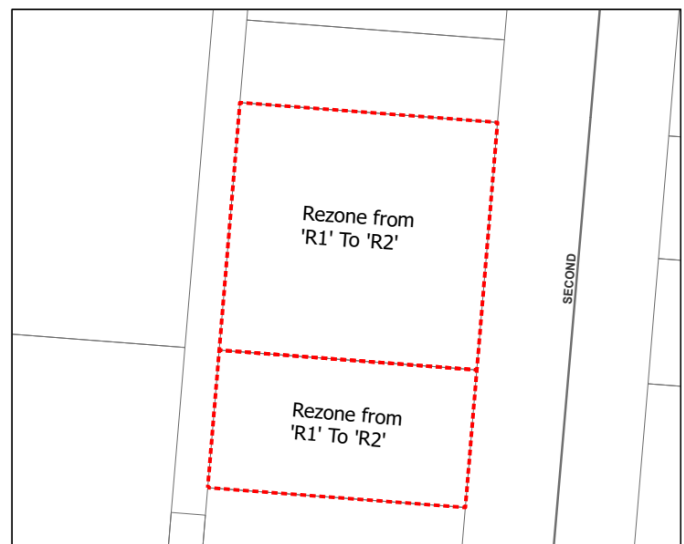 Rezone from
'R1' To 'R2'
SECOND
Rezone from
'R1' To 'R2'